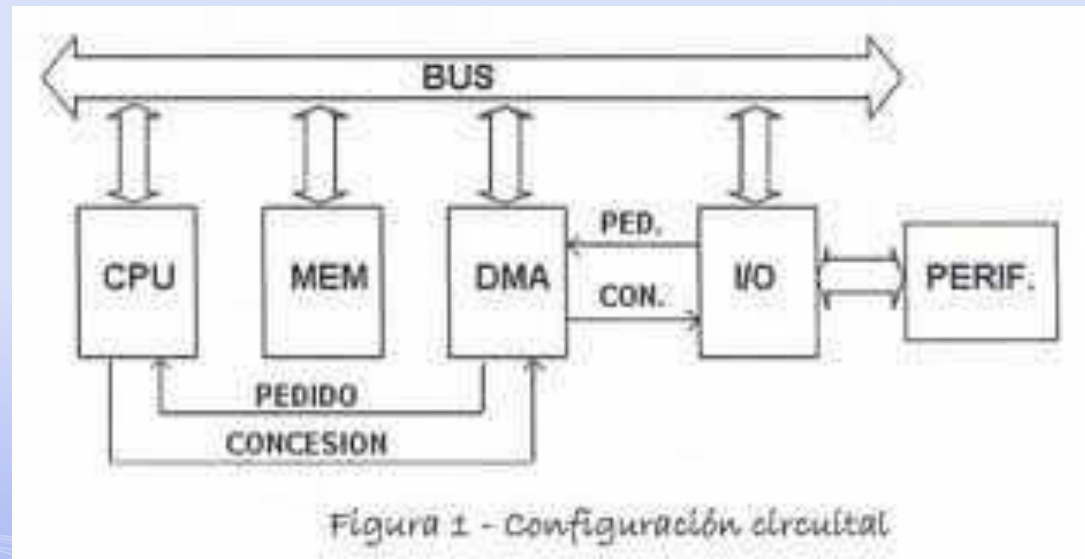 BUS
PED.
CPU MEM DMA I/O PERIF.
CON.
PEDIDO
CONCESION
Figura 1 - Configuración circuital